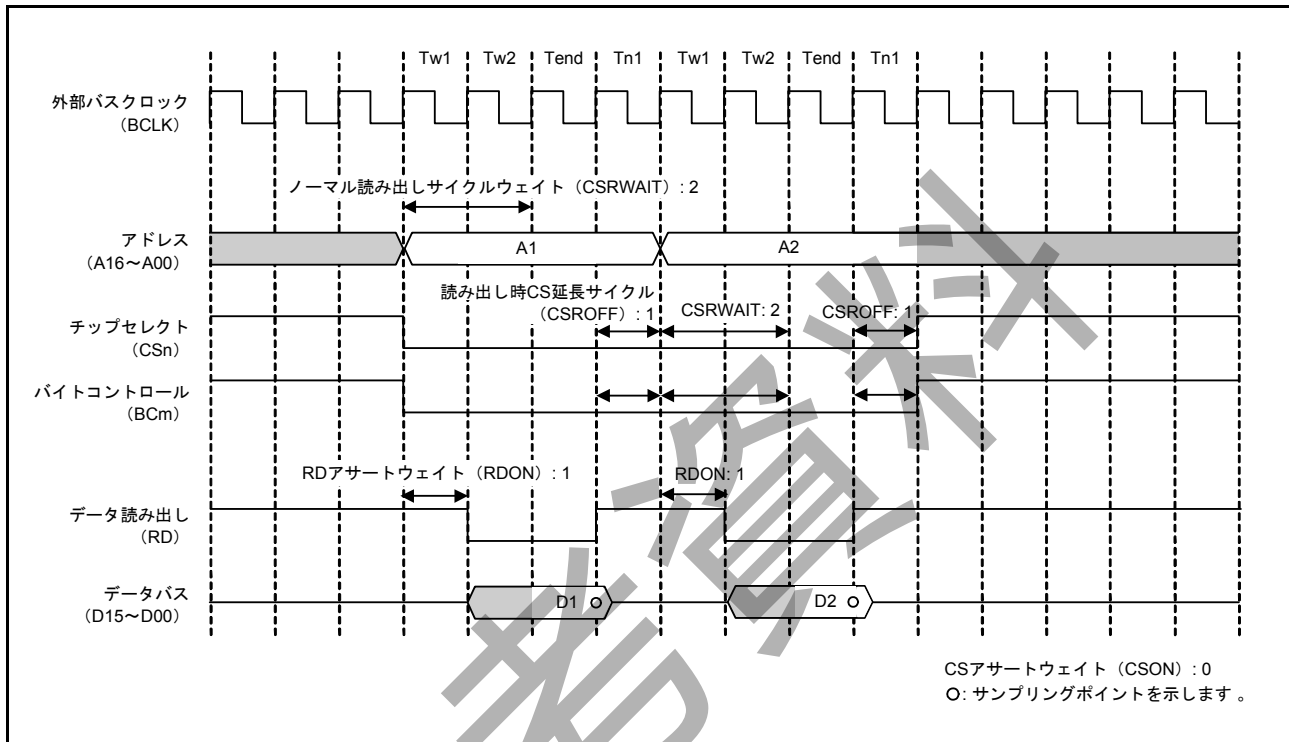 Tw1 Tw2 Tend Tn1 Tw1 Tw2 Tend Tn1
外部バスクロック
（BCLK）
ノーマル読み出しサイクルウェイト（CSRWAIT）: 2
アドレス
（A16～A00）
A1 A2
読み出し時CS延長サイクル
（CSROFF）: 1
CSRWAIT: 2
CSROFF: 1
チップセレクト
（CSn）
バイトコントロール
（BCm）
RDアサートウェイト（RDON）: 1
RDON: 1
データ読み出し
（RD）
データバス
（D15～D00）
D1 D2
CSアサートウェイト（CSON）: 0
O: サンプリングポイントを示します 。
考資料